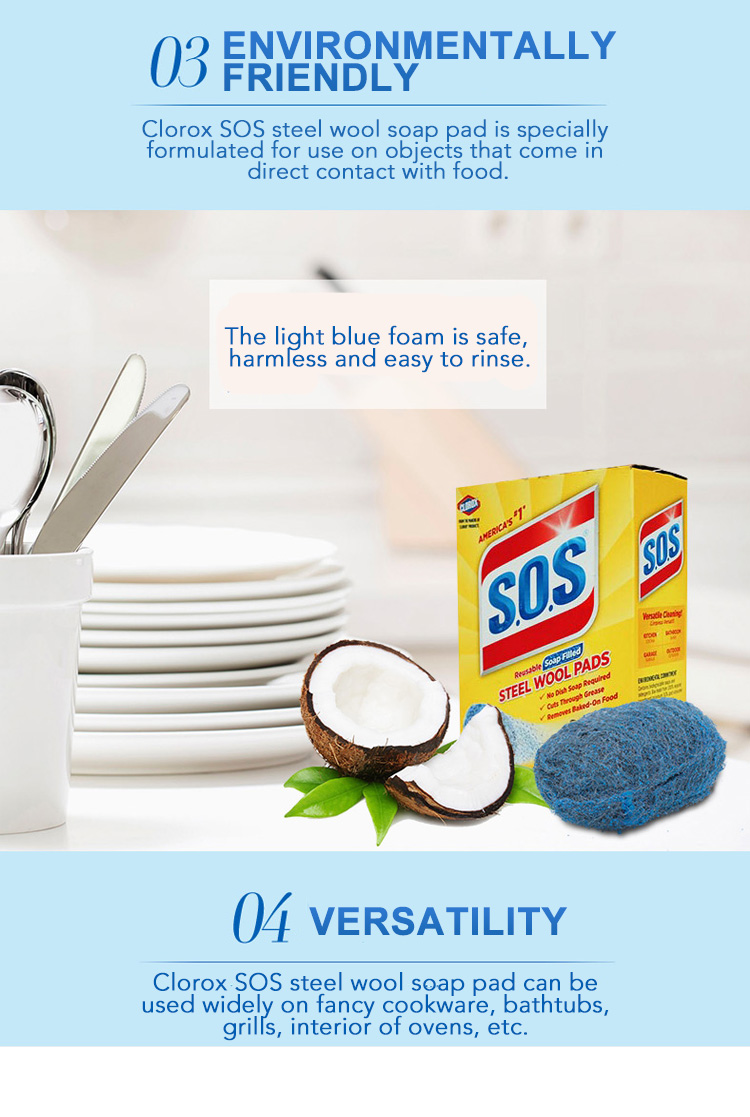 03 ENVIRONMENTALLY
FRIENDLY
Clorox SOS steel wool soap pad is specially
formulated for use on objects that come in
direct contact with food.
The light blue foam is safe,
harmless and easy to rinse.
CLOROX
AMERICA'S #1*
S.O.S
Reusable Soap-Filled
STEEL WOOL PADS
✓ No Dish Soap Required
✓ Cuts Through Grease
✓ Removes Baked-On Food
S.O.S
Versatile Cleaning!
KITCHEN BATHROOM
GARAGE OUTDOOR
ENVIRONMENTAL COMMITMENT
04 VERSATILITY
Clorox SOS steel wool soap pad can be
used widely on fancy cookware, bathtubs,
grills, interior of ovens, etc.